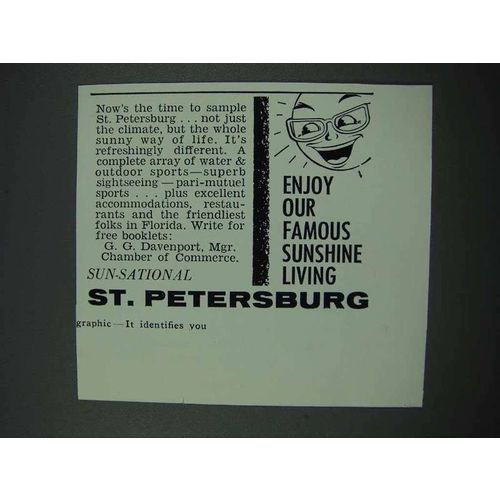 Now's the time to sample
St. Petersburg . . . not just
the climate, but the whole
sunny way of life. It's
refreshingly different. A
complete array of water &
outdoor sports—superb
sightseeing — pari-mutuel
sports . . . plus excellent
accommodations, restau-
rants and the friendliest
folks in Florida. Write for
free booklets:
G. G. Davenport, Mgr.
Chamber of Commerce.
ENJOY
OUR
FAMOUS
SUNSHINE
LIVING
SUN-SATIONAL
ST. PETERSBURG
graphic—It identifies you